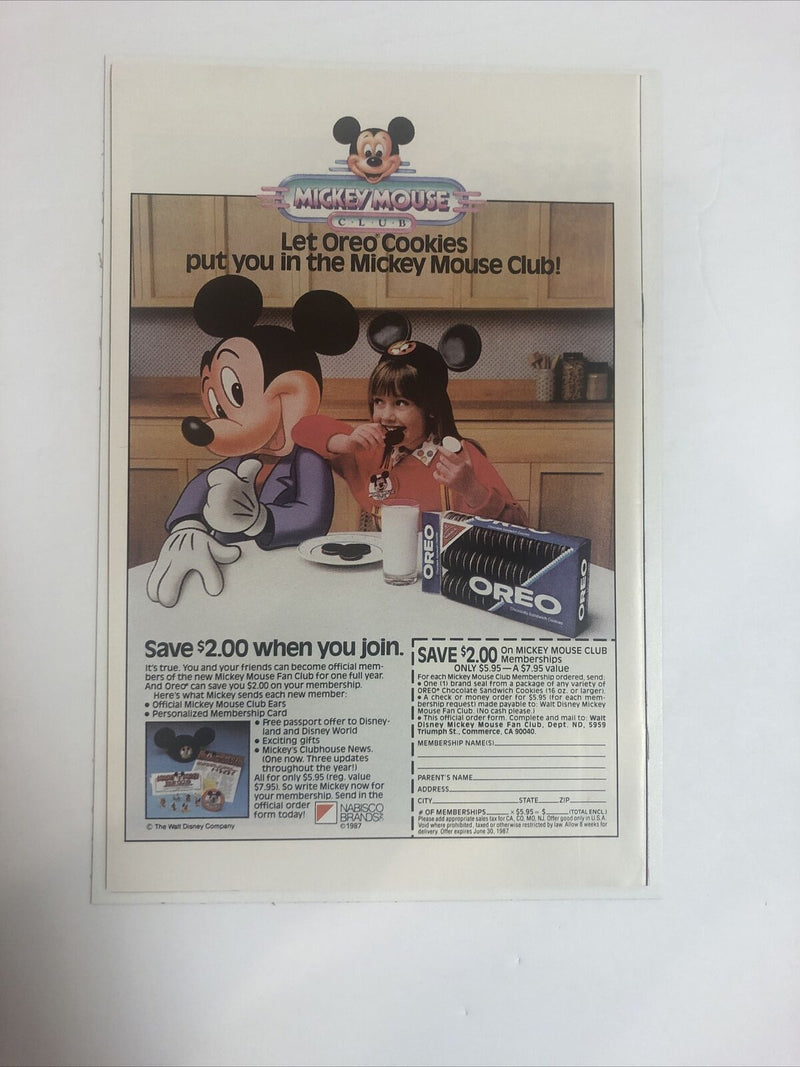 MICKEY MOUSE
C·L·U·B
Let Oreo® Cookies
put you in the Mickey Mouse Club!
OREO
OREO
Chocolate Sandwich Cookies
OREO
Save $2.00 when you join.
It's true. You and your friends can become official mem-
bers of the new Mickey Mouse Fan Club for one full year.
And Oreo® can save you $2.00 on your membership.
Here's what Mickey sends each new member:
● Official Mickey Mouse Club Ears
● Personalized Membership Card
● Free passport offer to Disney-
land and Disney World
● Exciting gifts
● Mickey's Clubhouse News.
(One now. Three updates
throughout the year!)
All for only $5.95 (reg. value
$7.95). So write Mickey now for
your membership. Send in the
official order
form today!
NABISCO
BRANDS
©1987
© The Walt Disney Company
SAVE $2.00 On MICKEY MOUSE CLUB
Memberships
ONLY $5.95—A $7.95 value
For each Mickey Mouse Club Membership ordered, send:
● One (1) brand seal from a package of any variety of
OREO® Chocolate Sandwich Cookies (16 oz. or larger).
● A check or money order for $5.95 (for each mem-
bership request) made payable to: Walt Disney Mickey
Mouse Fan Club. (No cash please.)
● This official order form. Complete and mail to: Walt
Disney Mickey Mouse Fan Club, Dept. ND, 5959
Triumph St., Commerce, CA 90040.
MEMBERSHIP NAME(S)
PARENT'S NAME
ADDRESS
CITY STATE ZIP
# OF MEMBERSHIPS x $5.95 = $ (TOTAL ENCL.)
Please add appropriate sales tax for CA, CO, MO, NJ. Offer good only in U.S.A.
Void where prohibited, taxed or otherwise restricted by law. Allow 8 weeks for
delivery. Offer expires June 30, 1987.